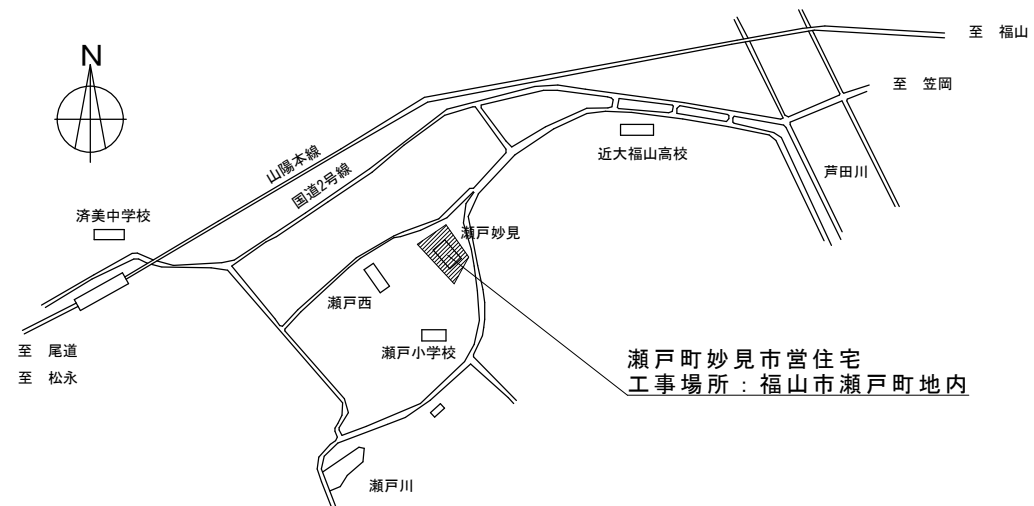 至 福山
N
至 笠岡
山陽本線
近大福山高校
国道2号線
芦田川
済美中学校
瀬戸妙見
瀬戸西
至 尾道
瀬戸小学校
至 松永
瀬戸町妙見市営住宅
工事場所：福山市瀬戸町地内
瀬戸川